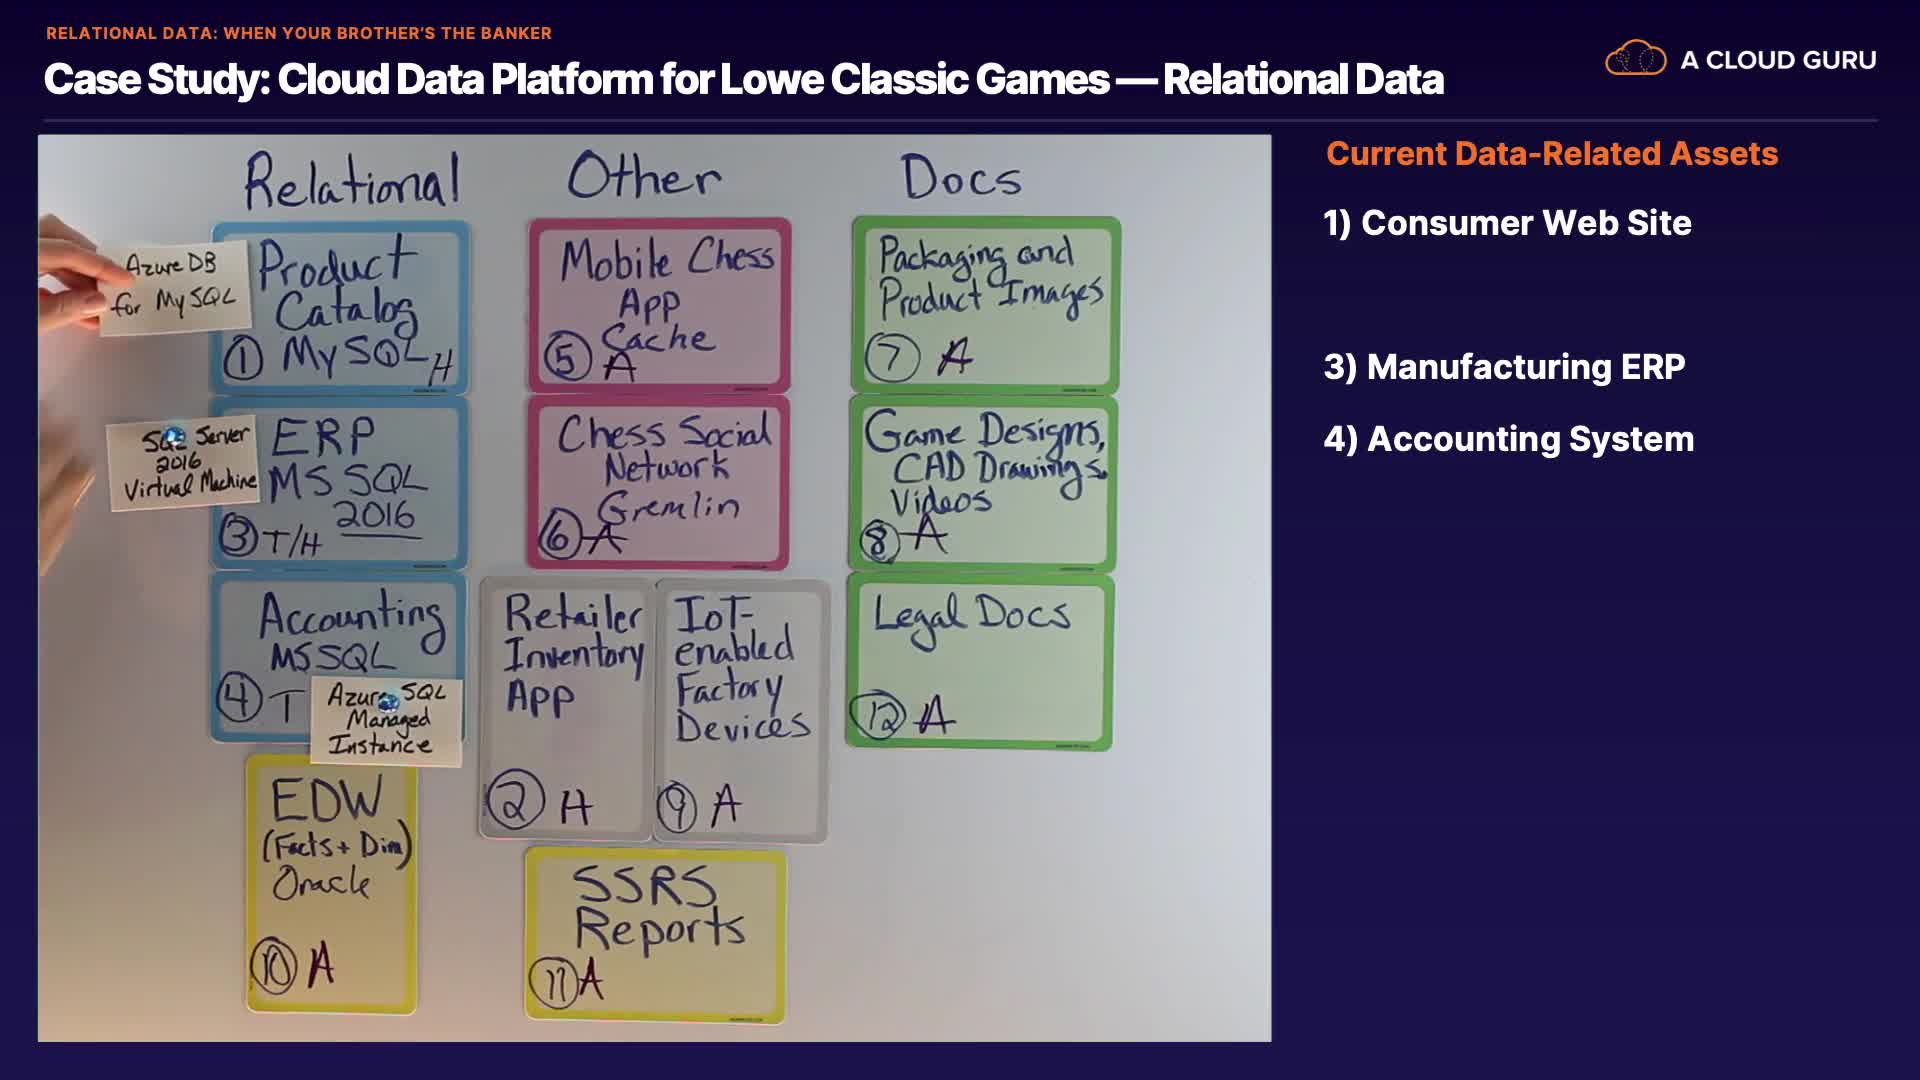 RELATIONAL DATA: WHEN YOUR BROTHER'S THE BANKER
Case Study: Cloud Data Platform for Lowe Classic Games — Relational Data
A CLOUD GURU
Relational
Azure DB
for MySQL
Product
Catalog
1 MySQL H
SQL Server
2016
Virtual Machine
ERP
MS SQL
2016
3 T/H
Accounting
MS SQL
4 T
Azure SQL
Managed
Instance
EDW
(Facts + Dim)
Oracle
10 A
Other
Mobile Chess
App
Cache
5 A
Chess Social
Network
Gremlin
6 A
Retailer
Inventory
App
2 H
IoT-
enabled
Factory
Devices
9 A
SSRS
Reports
11 A
Docs
Packaging and
Product Images
7 A
Game Designs,
CAD Drawings,
Videos
8 A
Legal Docs
12 A
Current Data-Related Assets
1) Consumer Web Site
3) Manufacturing ERP
4) Accounting System